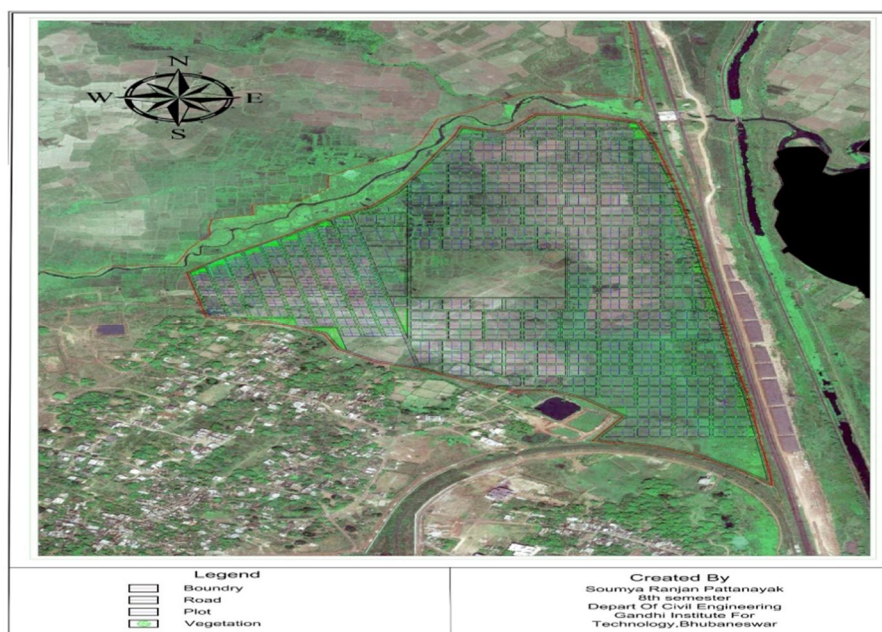 N
W E
S
Legend
Boundry
Road
Plot
Vegetation
Created By
Soumya Ranjan Pattanayak
8th semester
Depart Of Civil Engineering
Gandhi Institute For
Technology,Bhubaneswar